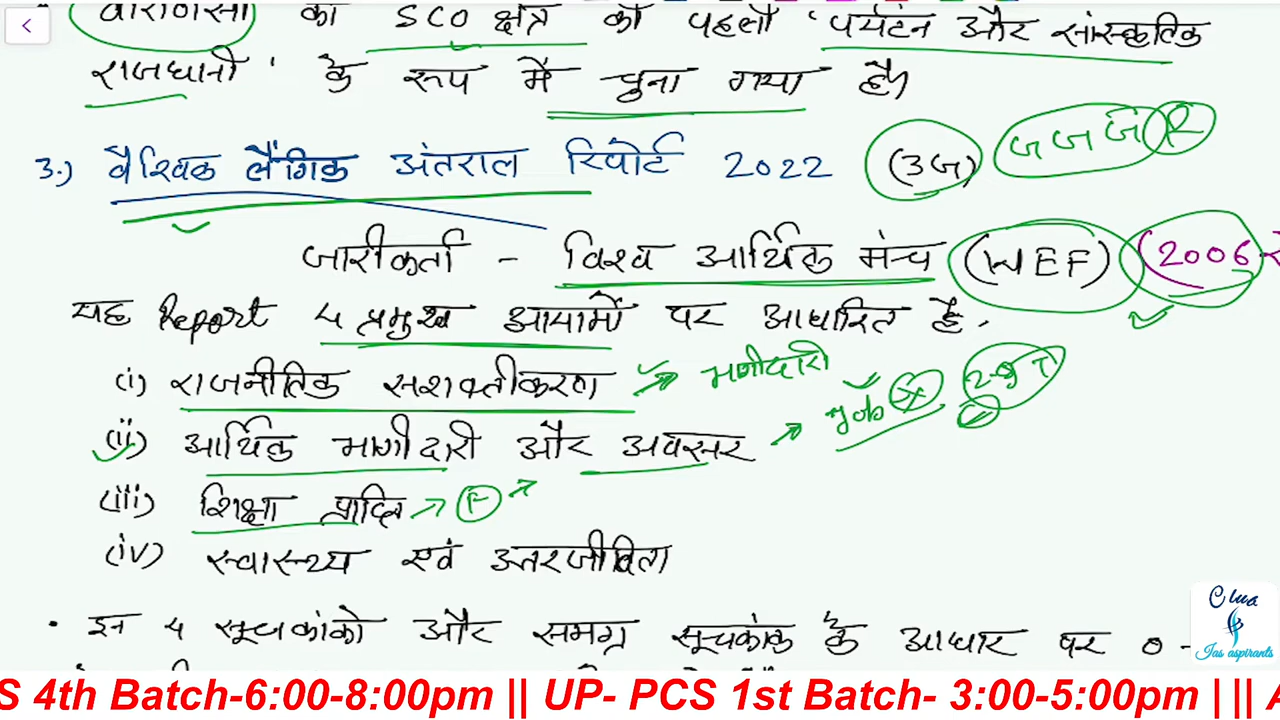 वाराणसी को SCO क्षेत्र की पहली 'पर्यटन और सांस्कृतिक
राजधानी' के रूप में चुना गया है।
3.) वैश्विक लैंगिक अंतराल रिपोर्ट 2022 (3ज) ज ज ज R
जारीकर्ता - विश्व आर्थिक मंच (WEF) (2006 से
यह Report 4 प्रमुख आयामों पर आधारित है.
(i) राजनीतिक सशक्तीकरण → भागीदारी
(ii) आर्थिक भागीदारी और अवसर → Job
(iii) शिक्षा प्राप्ति → F →
(iv) स्वास्थ्य एवं उत्तरजीविता
• इन 4 सूचकांको और समग्र सूचकांक के आधार पर 0-
Clue
Ias aspirants
S 4th Batch-6:00-8:00pm || UP- PCS 1st Batch- 3:00-5:00pm | || A